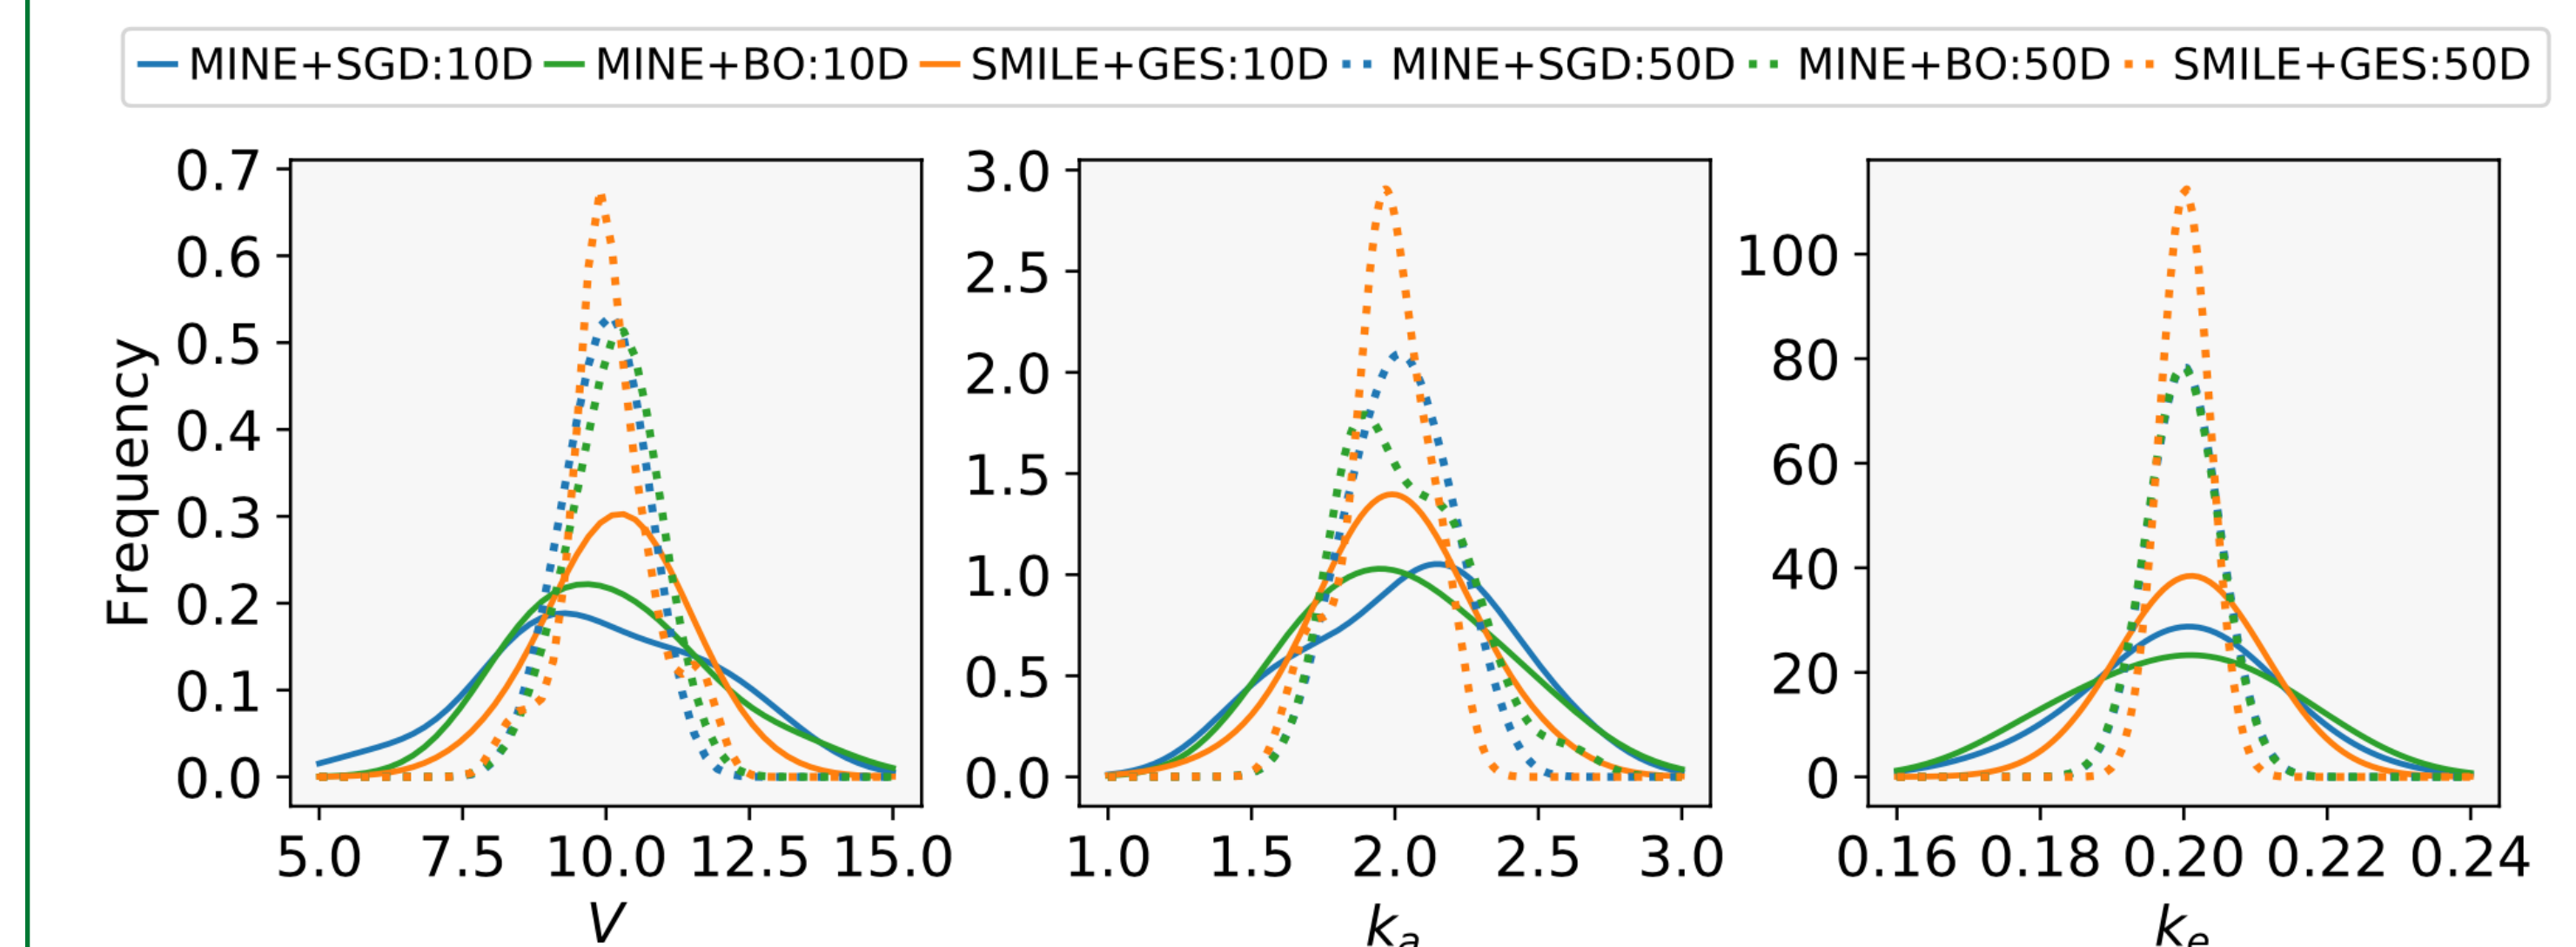 MINE+SGD:10D MINE+BO:10D SMILE+GES:10D MINE+SGD:50D MINE+BO:50D SMILE+GES:50D
Frequency
0.7
0.6
0.5
0.4
0.3
0.2
0.1
0.0
5.0 7.5 10.0 12.5 15.0
V
3.0
2.5
2.0
1.5
1.0
0.5
0.0
1.0 1.5 2.0 2.5 3.0
kₐ
100
80
60
40
20
0
0.16 0.18 0.20 0.22 0.24
kₑ